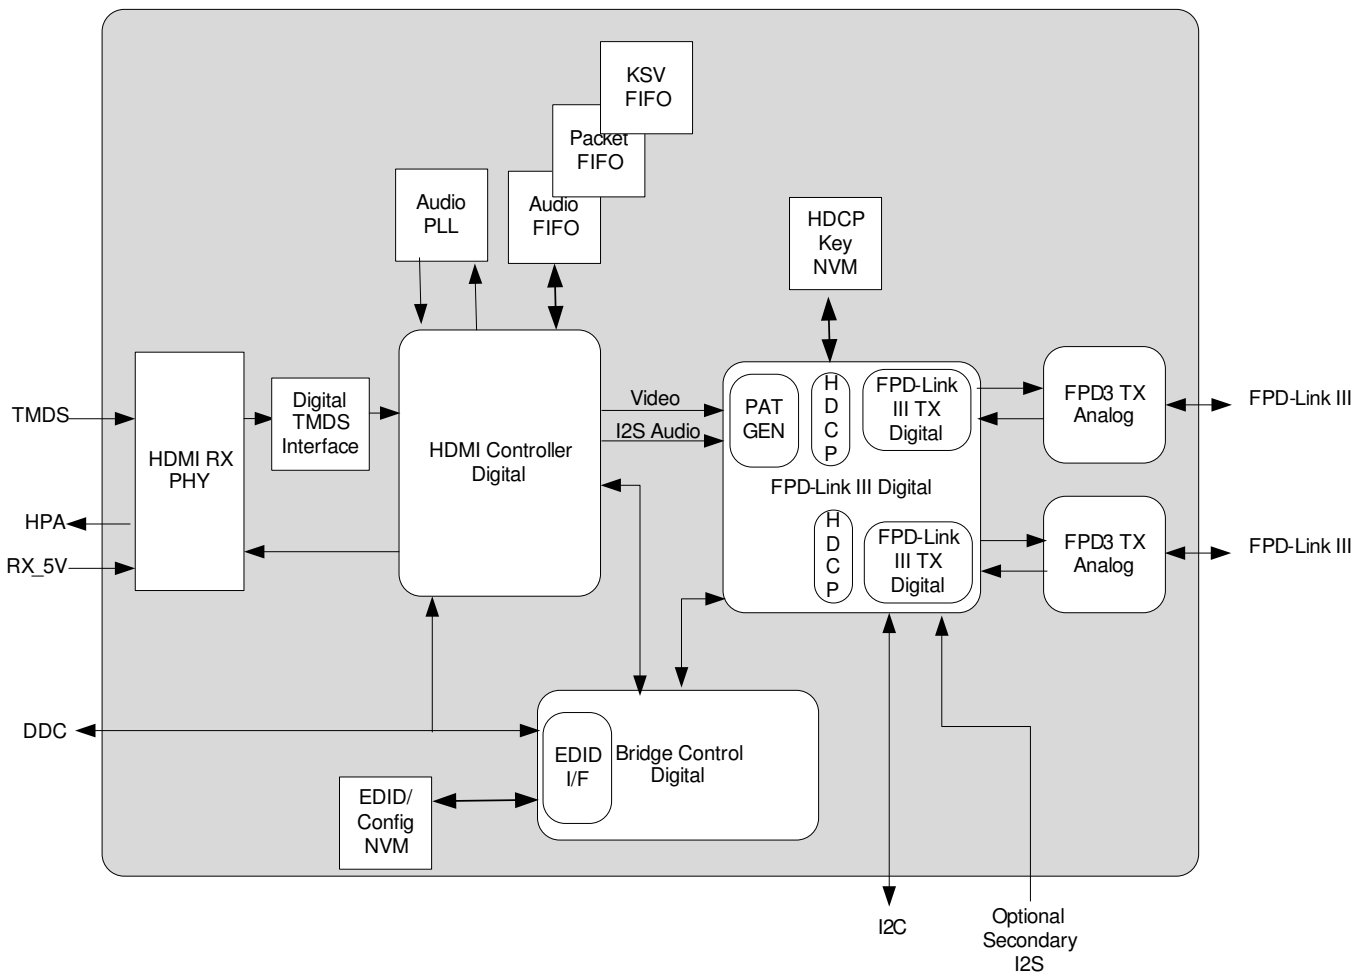 KSV
FIFO
Packet
FIFO
Audio
PLL
Audio
FIFO
HDCP
Key
NVM
TMDS
HPA
RX_5V
HDMI RX
PHY
Digital
TMDS
Interface
HDMI Controller
Digital
Video
I2S Audio
PAT
GEN
H
D
C
P
FPD-Link
III TX
Digital
FPD-Link III Digital
H
D
C
P
FPD-Link
III TX
Digital
FPD3 TX
Analog
FPD-Link III
FPD3 TX
Analog
FPD-Link III
DDC
EDID
I/F
Bridge Control
Digital
EDID/
Config
NVM
I2C
Optional
Secondary
I2S